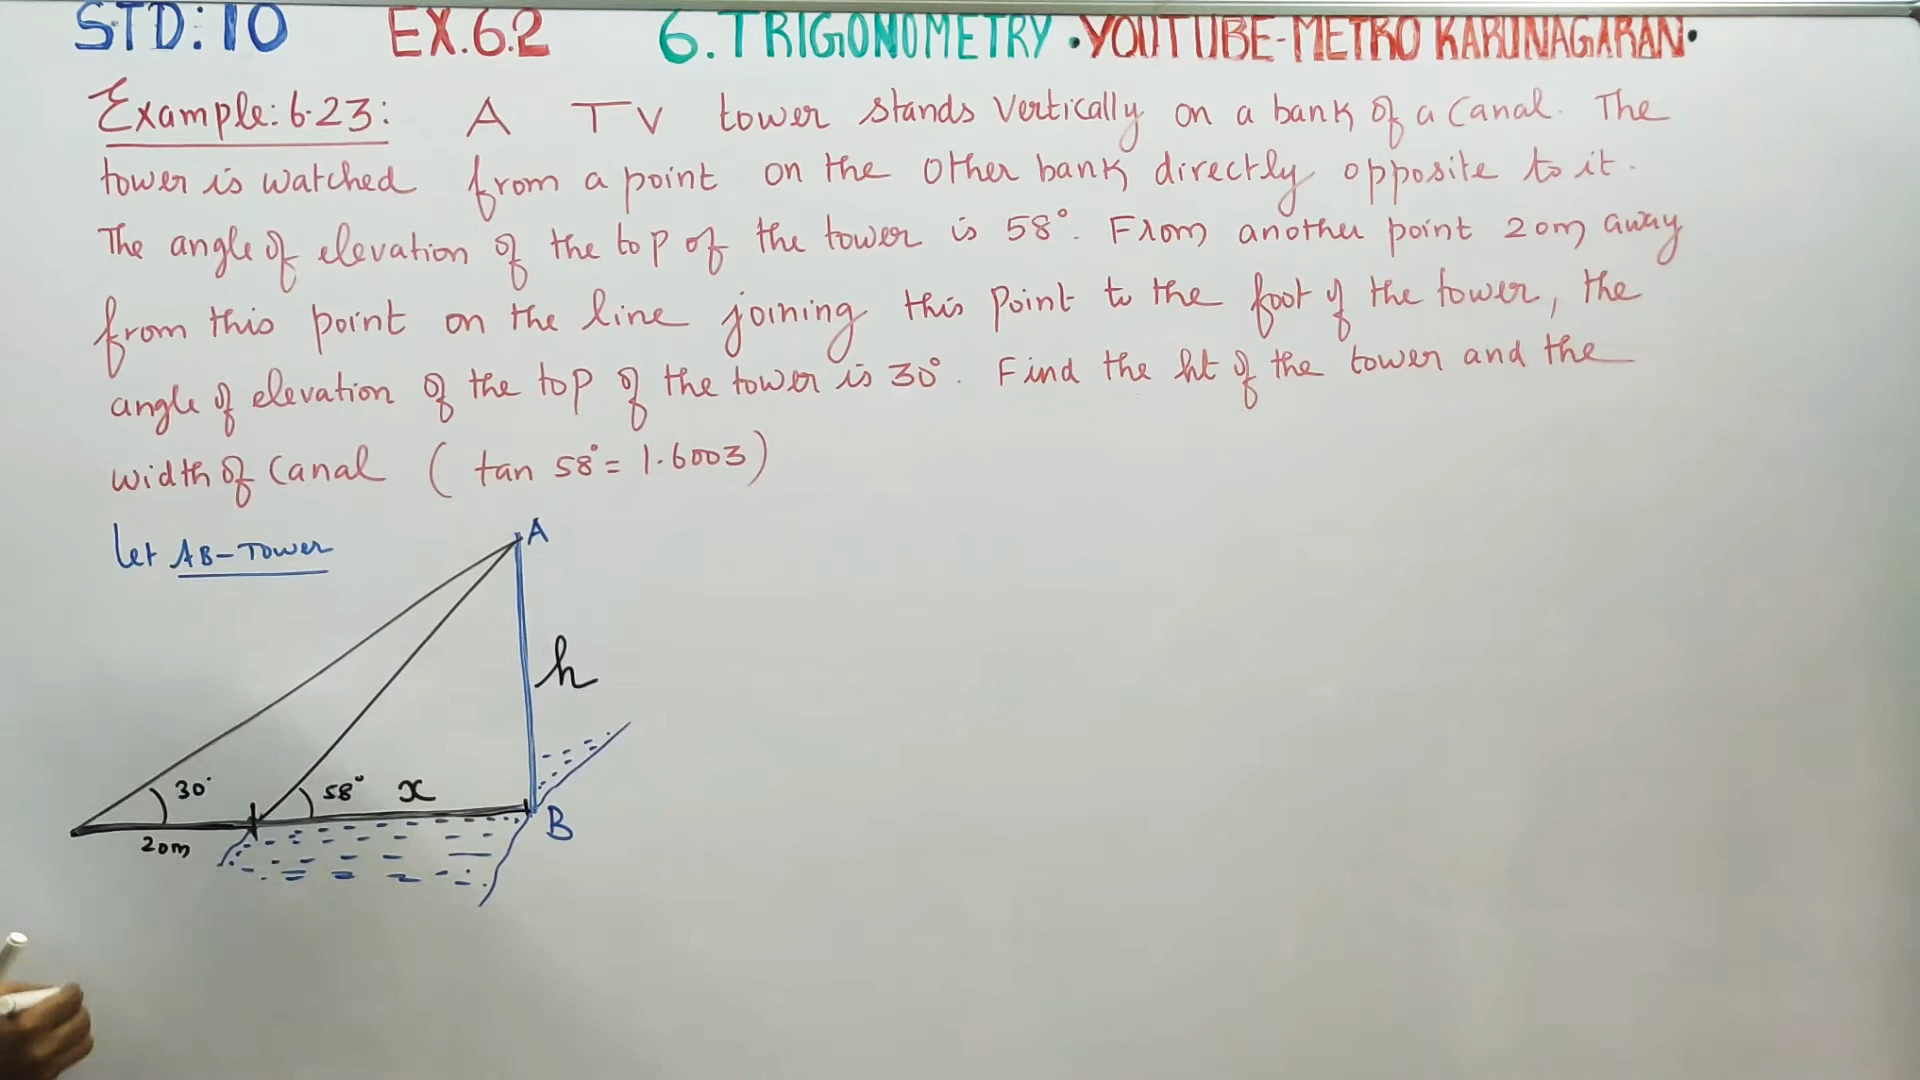 STD:10 EX.6.2 6. TRIGONOMETRY • YOUTUBE-METRO KARUNAGARAN •
Example: 6.23: A TV tower stands vertically on a bank of a canal. The
tower is watched from a point on the other bank directly opposite to it.
The angle of elevation of the top of the tower is 58°. From another point 20m away
from this point on the line joining this point to the foot of the tower, the
angle of elevation of the top of the tower is 30°. Find the ht of the tower and the
width of canal (tan 58° = 1.6003)
Let AB-Tower
A
h
30° 58° x
B
20m